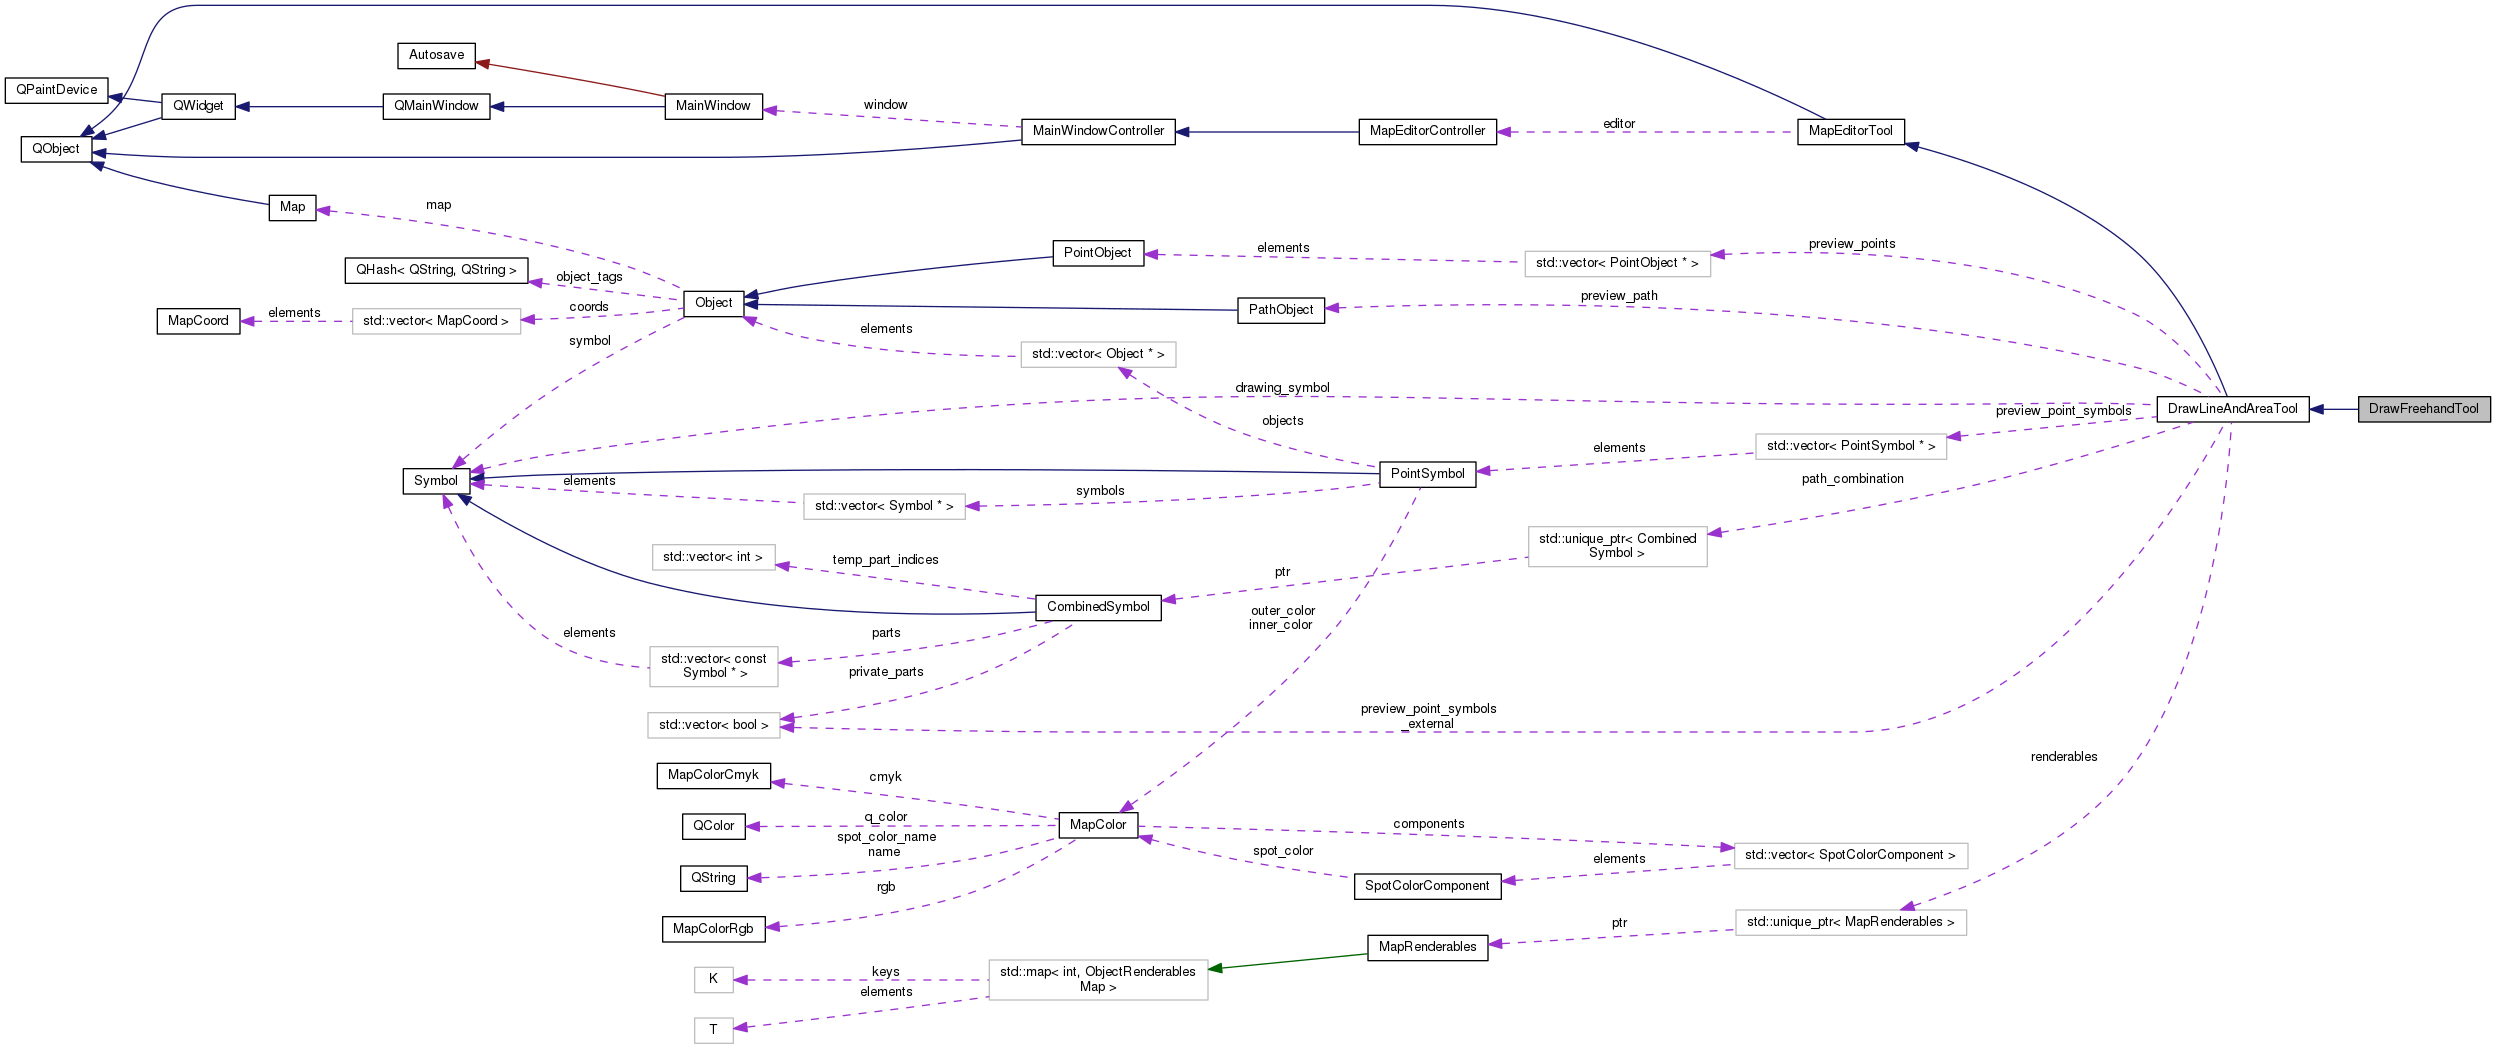 Autosave
QPaintDevice
QWidget
QMainWindow
MainWindow
window
QObject
MainWindowController
MapEditorController
editor
MapEditorTool
Map
map
PointObject
elements
std::vector< PointObject * >
preview_points
QHash< QString, QString >
object_tags
Object
PathObject
preview_path
MapCoord
elements
std::vector< MapCoord >
coords
symbol
elements
std::vector< Object * >
drawing_symbol
objects
DrawLineAndAreaTool
DrawFreehandTool
preview_point_symbols
std::vector< PointSymbol * >
elements
PointSymbol
Symbol
elements
std::vector< Symbol * >
symbols
path_combination
std::unique_ptr< Combined
Symbol >
ptr
std::vector< int >
temp_part_indices
CombinedSymbol
outer_color
inner_color
elements
parts
std::vector< const
Symbol * >
private_parts
std::vector< bool >
preview_point_symbols
_external
renderables
MapColorCmyk
cmyk
QColor
q_color
MapColor
components
spot_color_name
name
spot_color
elements
std::vector< SpotColorComponent >
QString
rgb
SpotColorComponent
MapColorRgb
std::unique_ptr< MapRenderables >
ptr
MapRenderables
K
keys
std::map< int, ObjectRenderables
Map >
elements
T